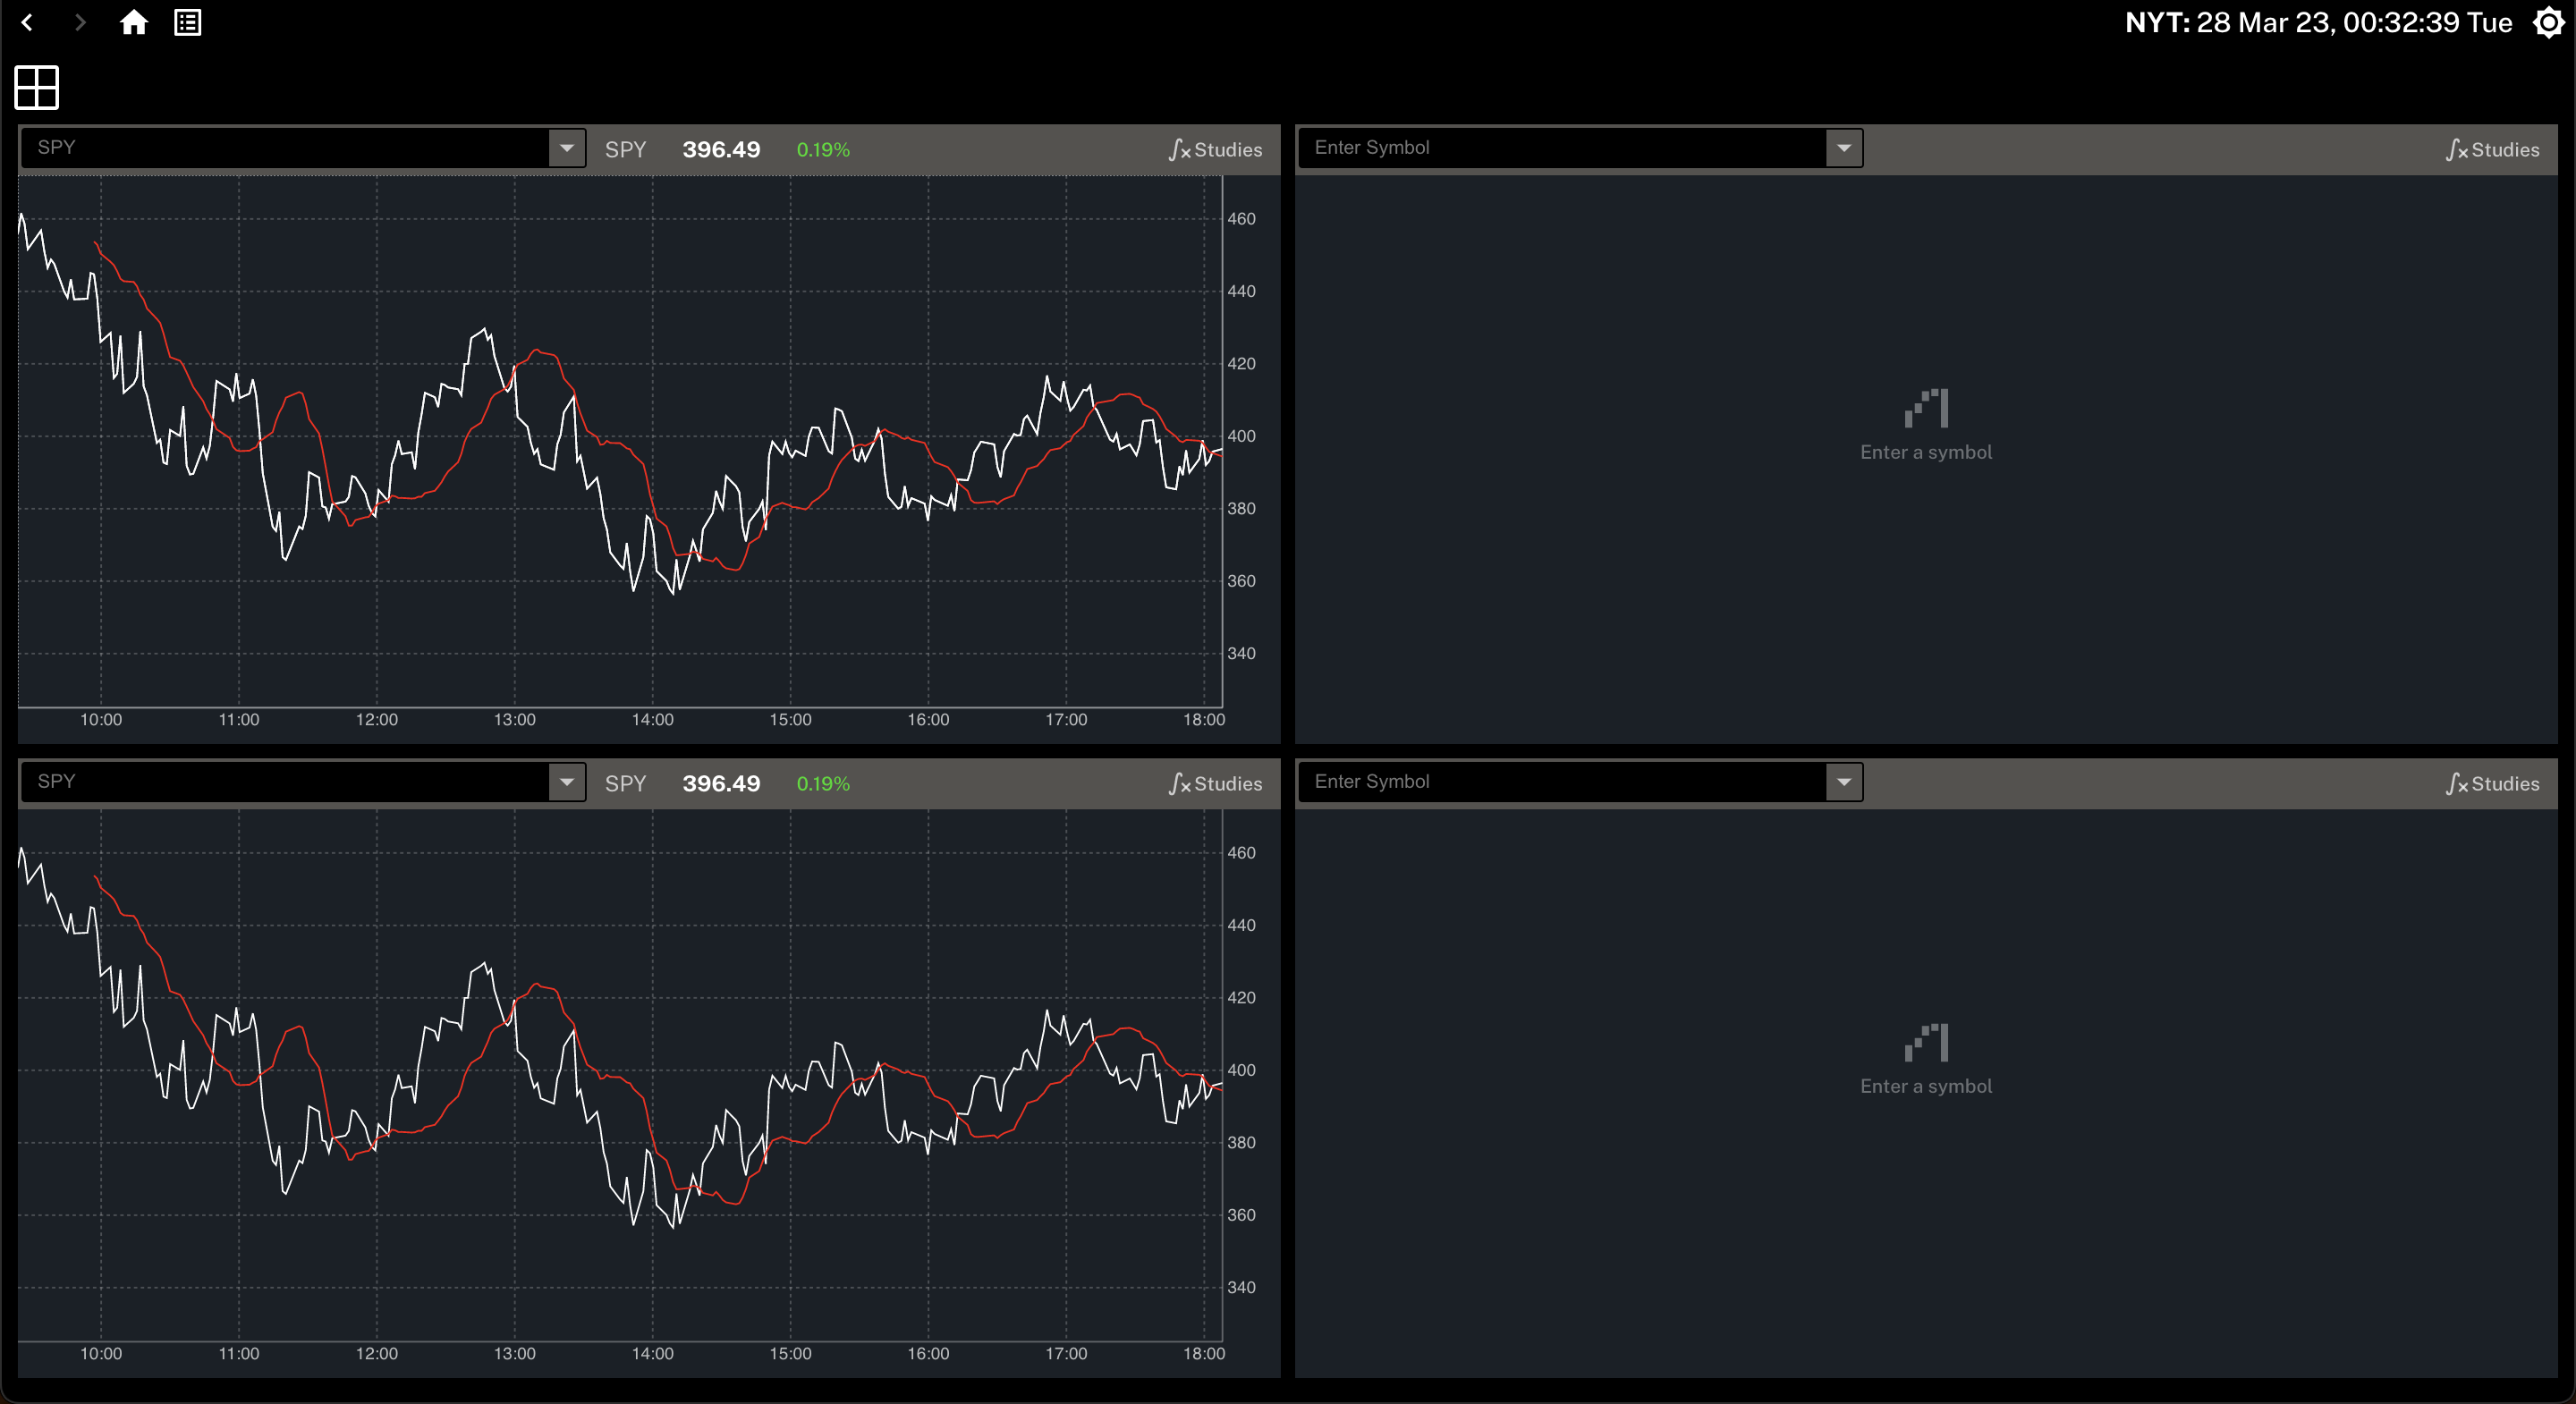 NYT: 28 Mar 23, 00:32:39 Tue
SPY SPY 396.49 0.19% ƒx Studies
460
440
420
400
380
360
340
10:00 11:00 12:00 13:00 14:00 15:00 16:00 17:00 18:00
Enter Symbol ƒx Studies
Enter a symbol
SPY SPY 396.49 0.19% ƒx Studies
460
440
420
400
380
360
340
10:00 11:00 12:00 13:00 14:00 15:00 16:00 17:00 18:00
Enter Symbol ƒx Studies
Enter a symbol